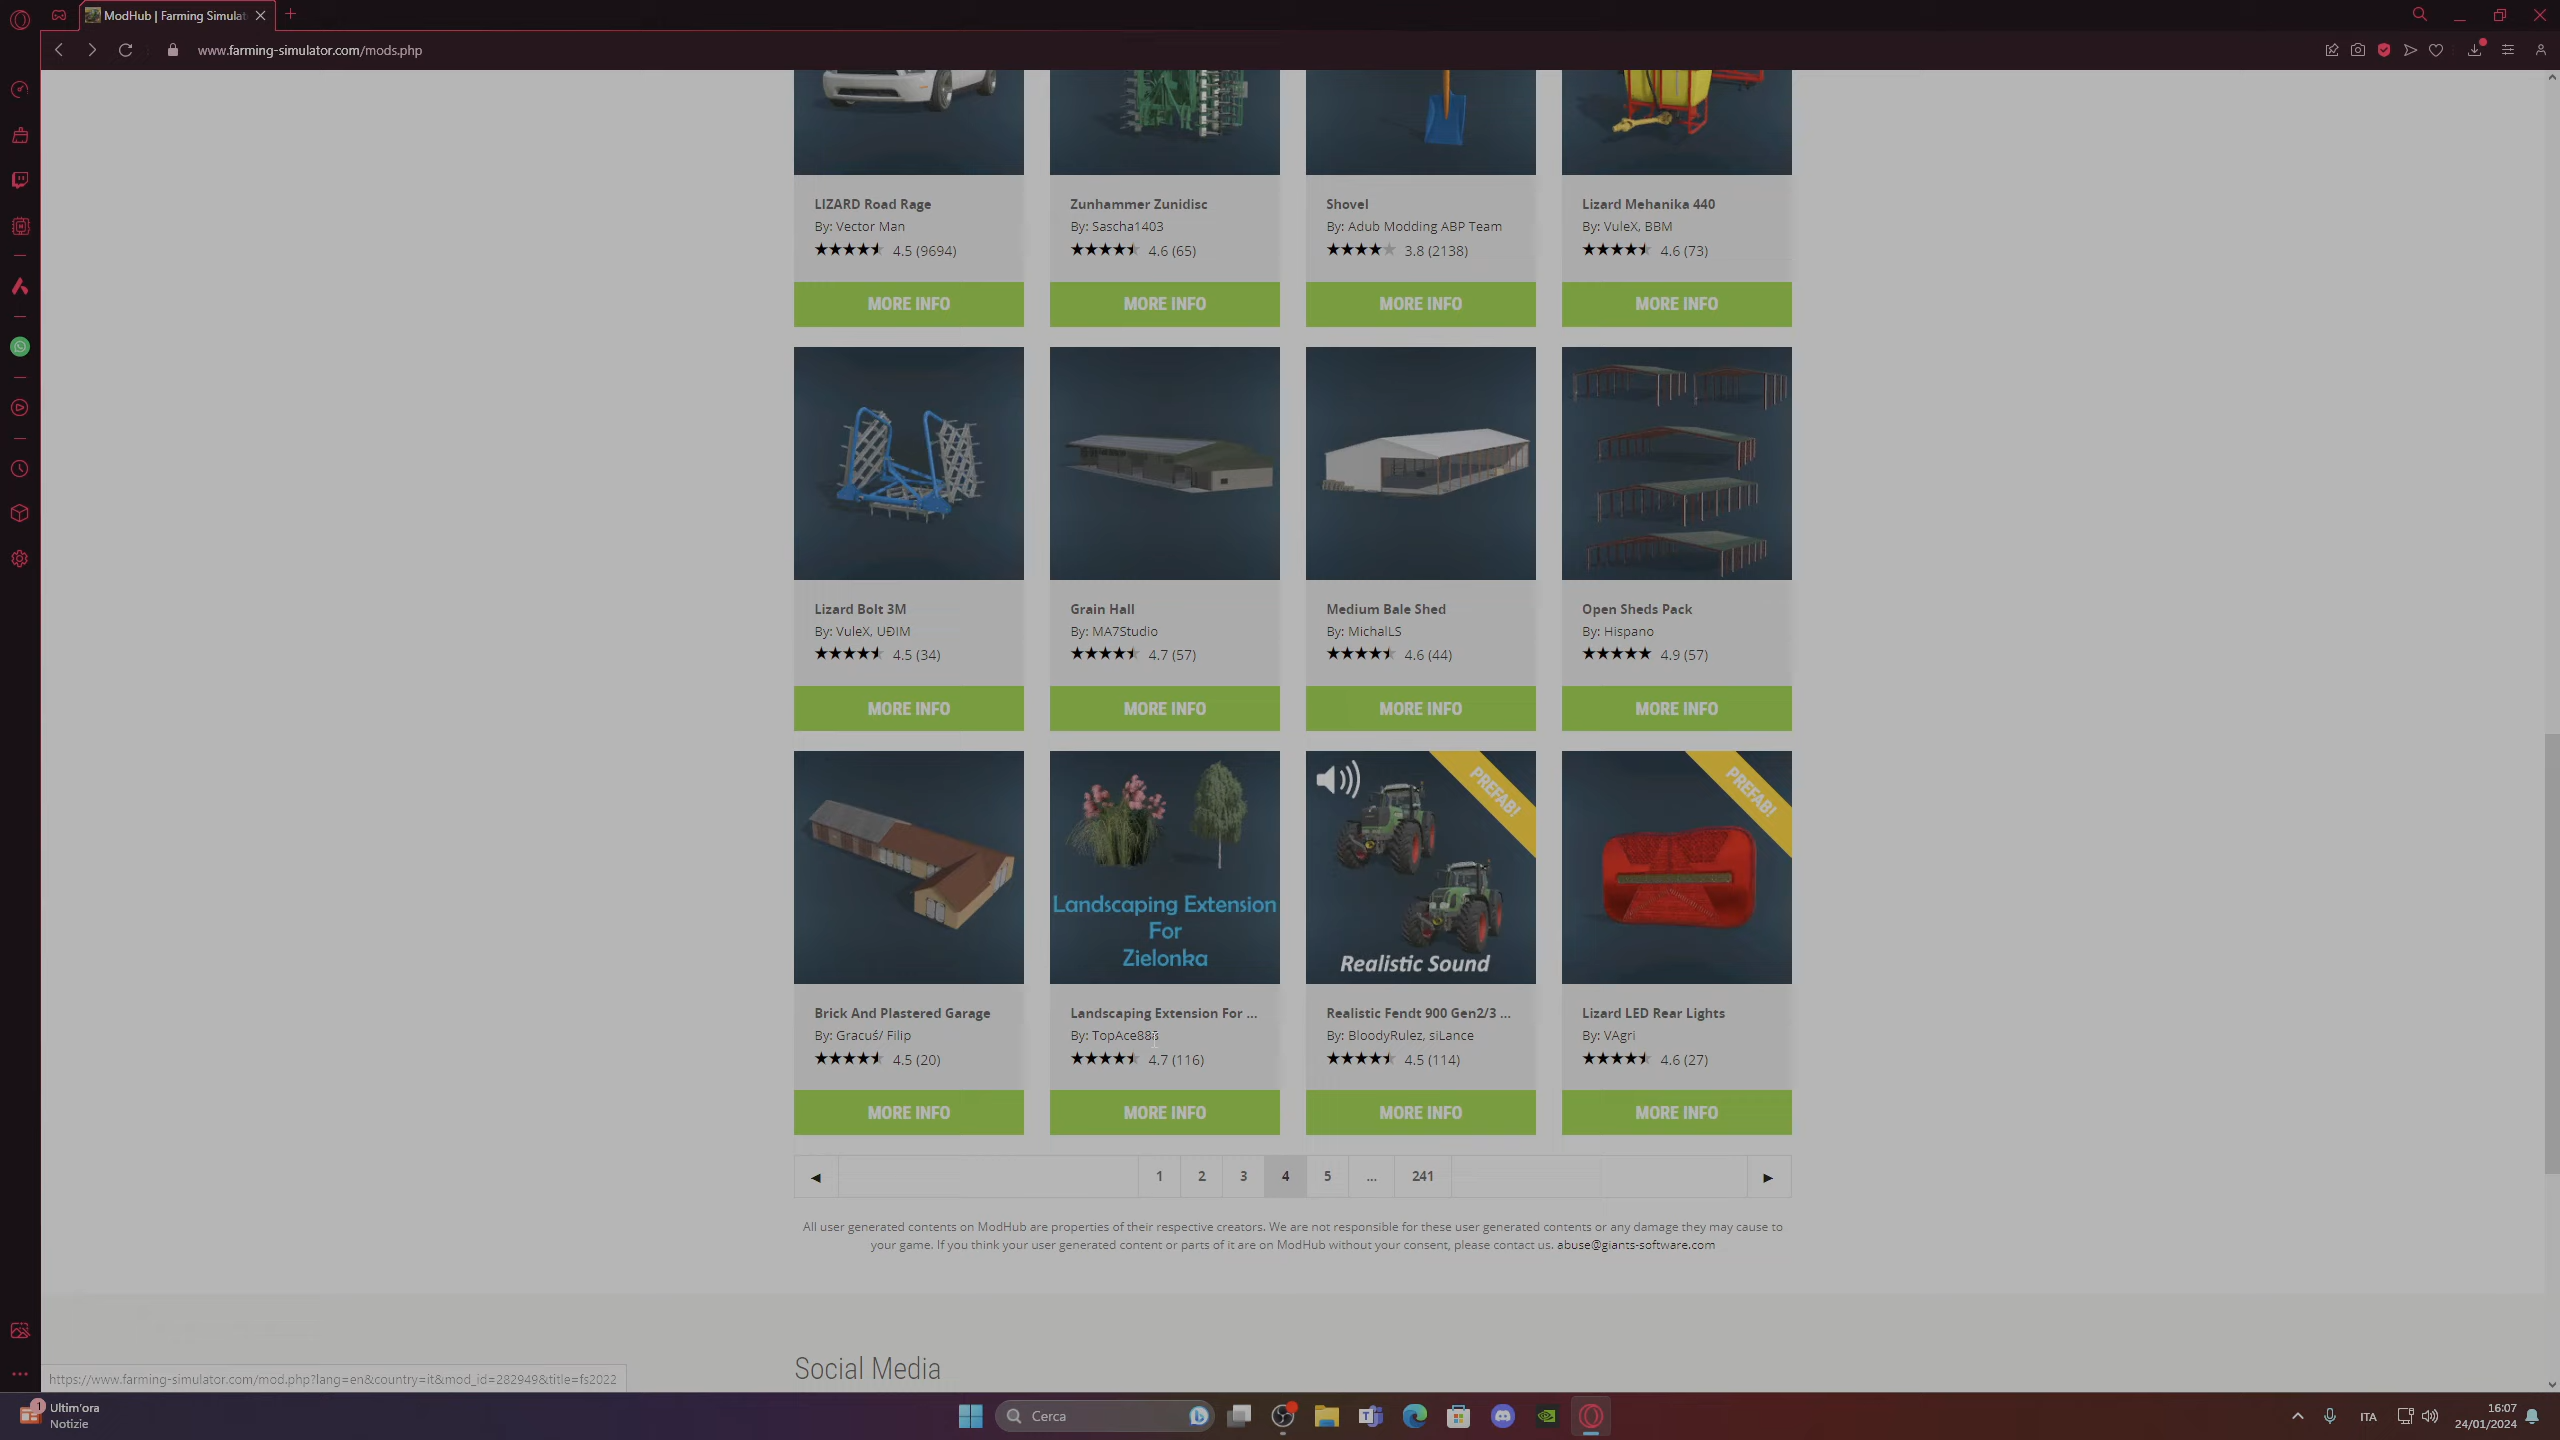 ModHub | Farming Simulat
www.farming-simulator.com/mods.php
LIZARD Road Rage
By: Vector Man
4.5 (9694)
MORE INFO
Zunhammer Zunidisc
By: Sascha1403
4.6 (65)
MORE INFO
Shovel
By: Adub Modding ABP Team
3.8 (2138)
MORE INFO
Lizard Mehanika 440
By: VuleX, BBM
4.6 (73)
MORE INFO
Lizard Bolt 3M
By: VuleX, UĐIM
4.5 (34)
MORE INFO
Grain Hall
By: MA7Studio
4.7 (57)
MORE INFO
Medium Bale Shed
By: MichalLS
4.6 (44)
MORE INFO
Open Sheds Pack
By: Hispano
4.9 (57)
MORE INFO
Brick And Plastered Garage
By: Gracuś/ Filip
4.5 (20)
MORE INFO
Landscaping Extension
For
Zielonka
Landscaping Extension For ...
By: TopAce888
4.7 (116)
MORE INFO
PREFAB!
Realistic Sound
Realistic Fendt 900 Gen2/3 ...
By: BloodyRulez, siLance
4.5 (114)
MORE INFO
PREFAB!
Lizard LED Rear Lights
By: VAgri
4.6 (27)
MORE INFO
◄ 1 2 3 4 5 ... 241 ►
All user generated contents on ModHub are properties of their respective creators. We are not responsible for these user generated contents or any damage they may cause to
your game. If you think your user generated content or parts of it are on ModHub without your consent, please contact us. abuse@giants-software.com
Social Media
https://www.farming-simulator.com/mod.php?lang=en&country=it&mod_id=282949&title=fs2022
1
Ultim'ora
Notizie
Cerca
ITA
16:07
24/01/2024